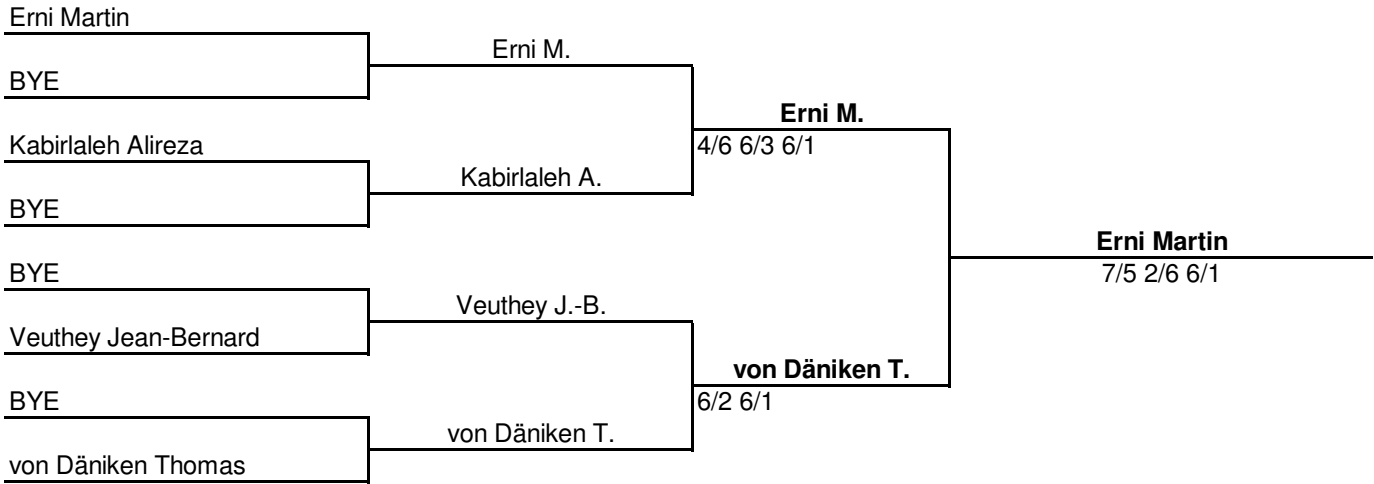 Erni Martin
Erni M.
BYE
Erni M.
Kabirlaleh Alireza
4/6 6/3 6/1
Kabirlaleh A.
BYE
Erni Martin
BYE
7/5 2/6 6/1
Veuthey J.-B.
Veuthey Jean-Bernard
von Däniken T.
BYE
6/2 6/1
von Däniken T.
von Däniken Thomas